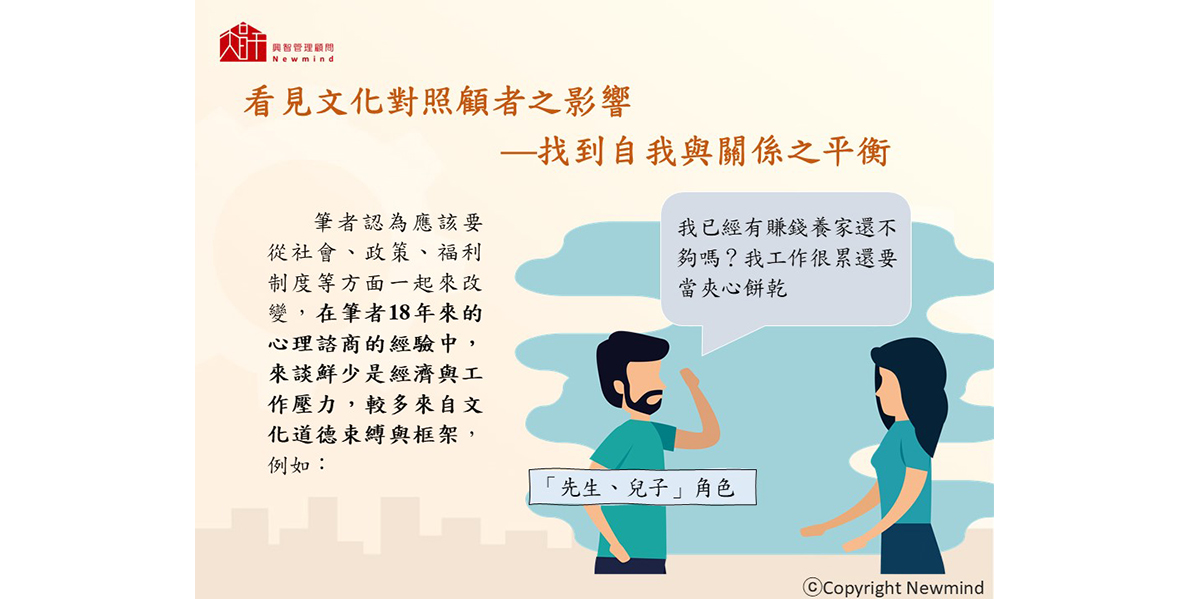 興智管理顧問
Newmind
看見文化對照顧者之影響
—找到自我與關係之平衡
筆者認為應該要
從社會、政策、福利
制度等方面一起來改
變，在筆者18年來的
心理諮商的經驗中，
來談鮮少是經濟與工
作壓力，較多來自文
化道德束縛與框架，
例如：
我已經有賺錢養家還不
夠嗎？我工作很累還要
當夾心餅乾
「先生、兒子」角色
ⓒCopyright Newmind